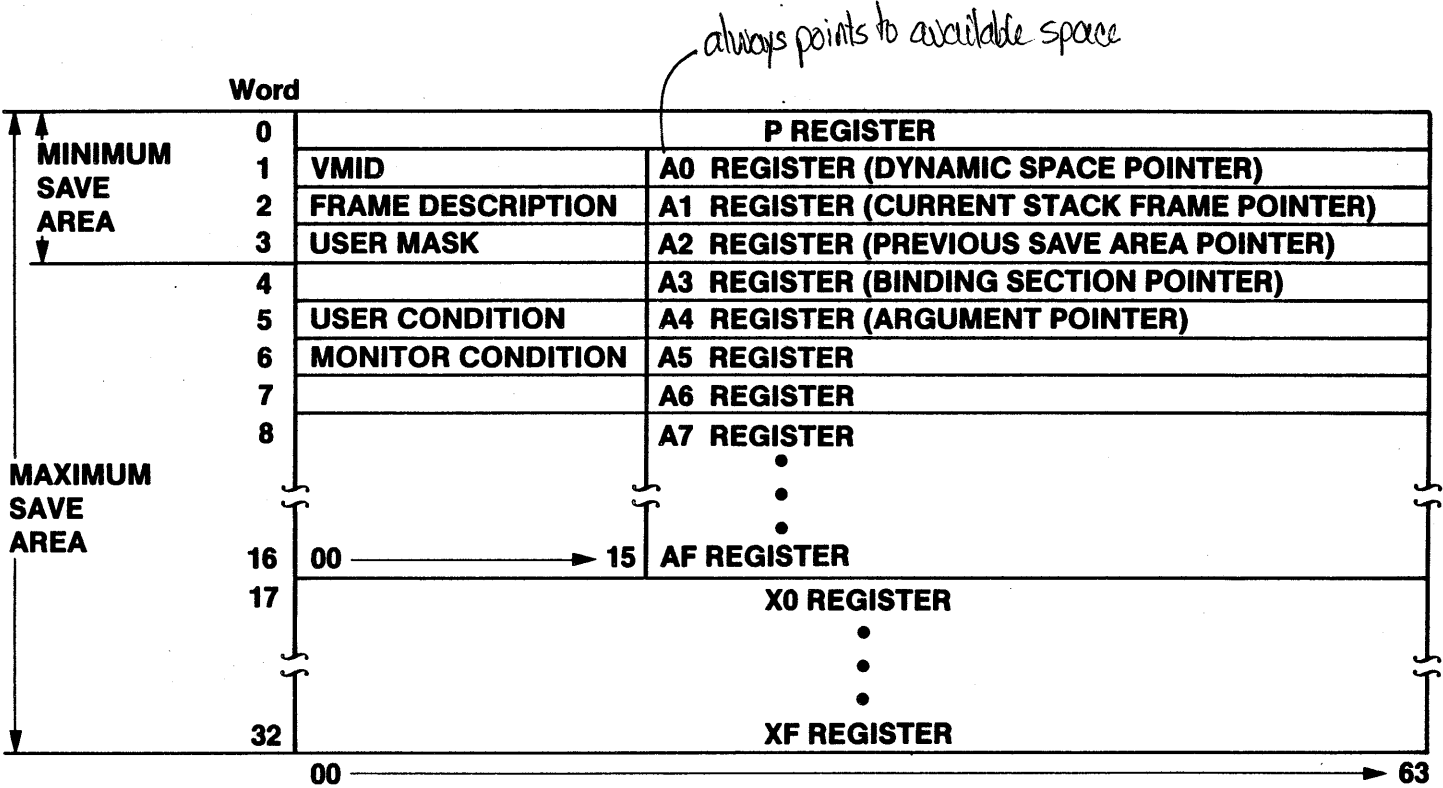 always points to available space
Word
0 P REGISTER
MINIMUM SAVE AREA
1 VMID A0 REGISTER (DYNAMIC SPACE POINTER)
2 FRAME DESCRIPTION A1 REGISTER (CURRENT STACK FRAME POINTER)
3 USER MASK A2 REGISTER (PREVIOUS SAVE AREA POINTER)
4 A3 REGISTER (BINDING SECTION POINTER)
5 USER CONDITION A4 REGISTER (ARGUMENT POINTER)
6 MONITOR CONDITION A5 REGISTER
7 A6 REGISTER
8 A7 REGISTER
MAXIMUM
SAVE
AREA
16 00 15 AF REGISTER
17 X0 REGISTER
32 XF REGISTER
00 63